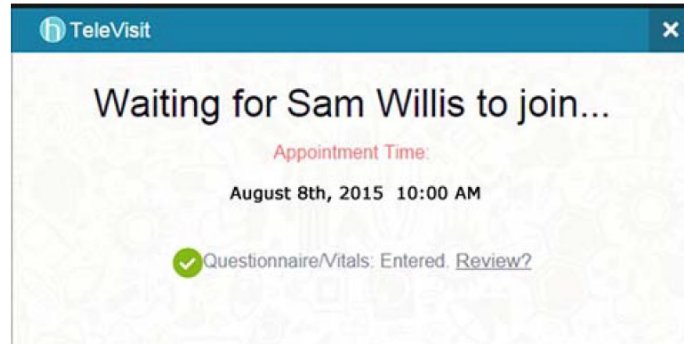 h TeleVisit
Waiting for Sam Willis to join...
Appointment Time:
August 8th, 2015 10:00 AM
Questionnaire/Vitals: Entered. Review?